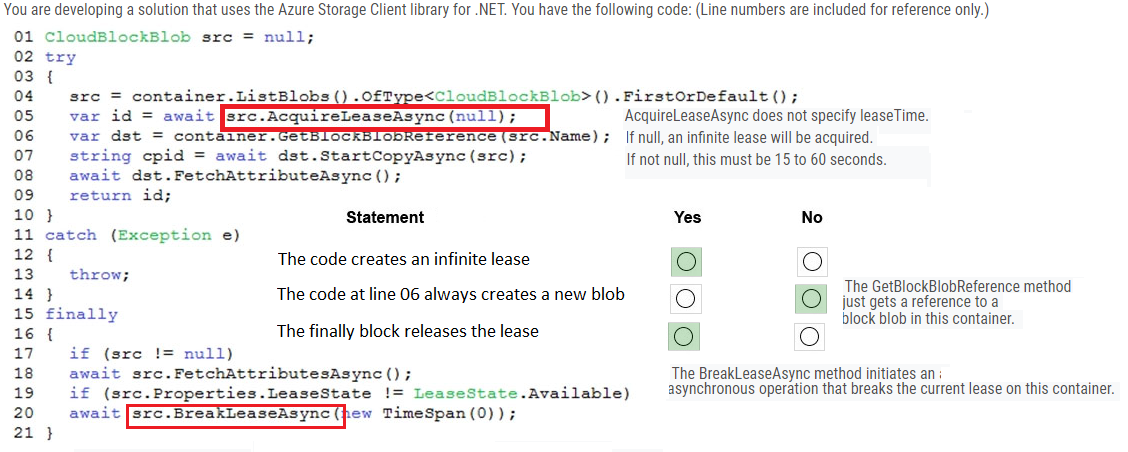 You are developing a solution that uses the Azure Storage Client library for .NET. You have the following code: (Line numbers are included for reference only.)
01 CloudBlockBlob src = null;
02 try
03 {
04 src = container.ListBlobs().OfType<CloudBlockBlob>().FirstOrDefault();
05 var id = await src.AcquireLeaseAsync(null);
06 var dst = container.GetBlockBlobReference(src.Name);
07 string cpid = await dst.StartCopyAsync(src);
08 await dst.FetchAttributeAsync();
09 return id;
10 }
11 catch (Exception e)
12 {
13 throw;
14 }
15 finally
16 {
17 if (src != null)
18 await src.FetchAttributesAsync();
19 if (src.Properties.LeaseState != LeaseState.Available)
20 await src.BreakLeaseAsync(new TimeSpan(0));
21 }
AcquireLeaseAsync does not specify leaseTime.
If null, an infinite lease will be acquired.
If not null, this must be 15 to 60 seconds.
Statement Yes No
The code creates an infinite lease
The code at line 06 always creates a new blob
The finally block releases the lease
The GetBlockBlobReference method
just gets a reference to a
block blob in this container.
The BreakLeaseAsync method initiates an
asynchronous operation that breaks the current lease on this container.